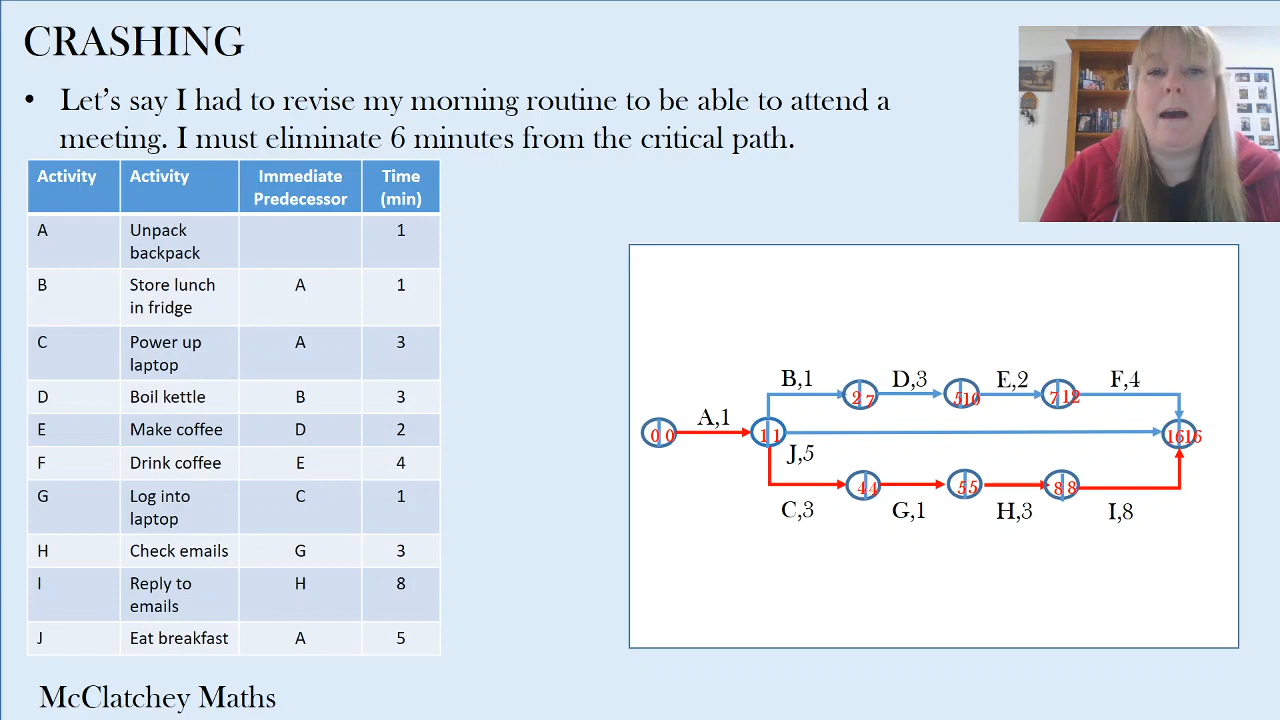 CRASHING
• Let's say I had to revise my morning routine to be able to attend a
meeting. I must eliminate 6 minutes from the critical path.
Activity Activity Immediate Predecessor Time (min)
A Unpack backpack 1
B Store lunch in fridge A 1
C Power up laptop A 3
D Boil kettle B 3
E Make coffee D 2
F Drink coffee E 4
G Log into laptop C 1
H Check emails G 3
I Reply to emails H 8
J Eat breakfast A 5
B,1 D,3 E,2 F,4
2 7 5 10 7 12
A,1
0 0 1 1 16 16
J,5
4 4 5 5 8 8
C,3 G,1 H,3 I,8
McClatchey Maths